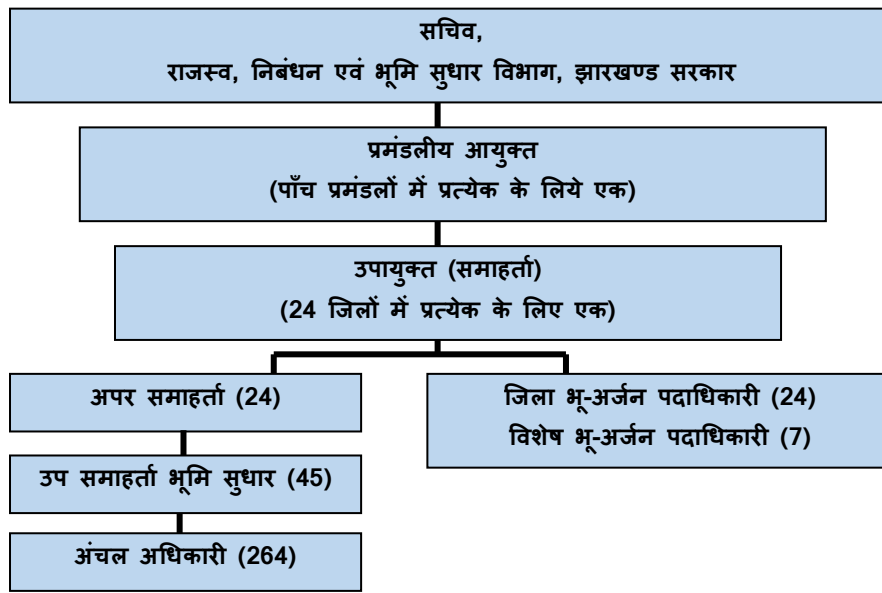 सचिव,
राजस्व, निबंधन एवं भूमि सुधार विभाग, झारखण्ड सरकार
प्रमंडलीय आयुक्त
(पाँच प्रमंडलों में प्रत्येक के लिये एक)
उपायुक्त (समाहर्ता)
(24 जिलों में प्रत्येक के लिए एक)
अपर समाहर्ता (24)
जिला भू-अर्जन पदाधिकारी (24)
विशेष भू-अर्जन पदाधिकारी (7)
उप समाहर्ता भूमि सुधार (45)
अंचल अधिकारी (264)